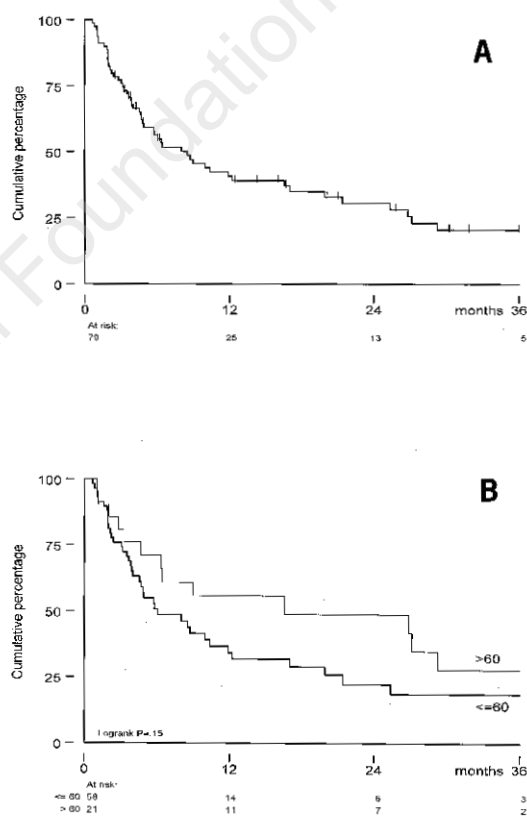 Foundation
A
Cumulative percentage
100
75
50
25
0
0 12 24 months 36
At risk:
79 25 13 5
B
Cumulative percentage
100
75
50
25
0
>60
<=60
Logrank P=.15
0 12 24 months 36
At risk:
<= 60 58 14 6 3
> 60 21 11 7 2